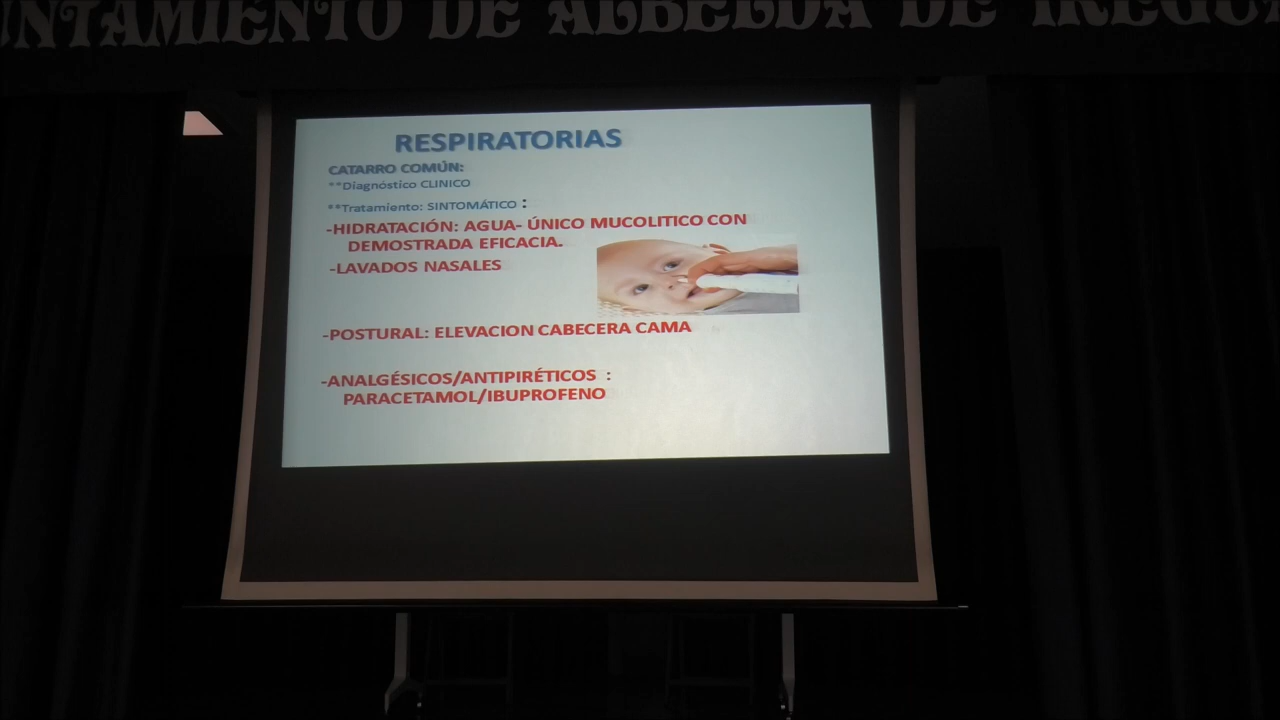 NTAMIENTO DE ALBELDA DE IREGU
RESPIRATORIAS
CATARRO COMÚN:
**Diagnóstico CLINICO
**Tratamiento: SINTOMÁTICO :
-HIDRATACIÓN: AGUA- ÚNICO MUCOLITICO CON
DEMOSTRADA EFICACIA.
-LAVADOS NASALES
-POSTURAL: ELEVACION CABECERA CAMA
-ANALGÉSICOS/ANTIPIRÉTICOS :
PARACETAMOL/IBUPROFENO